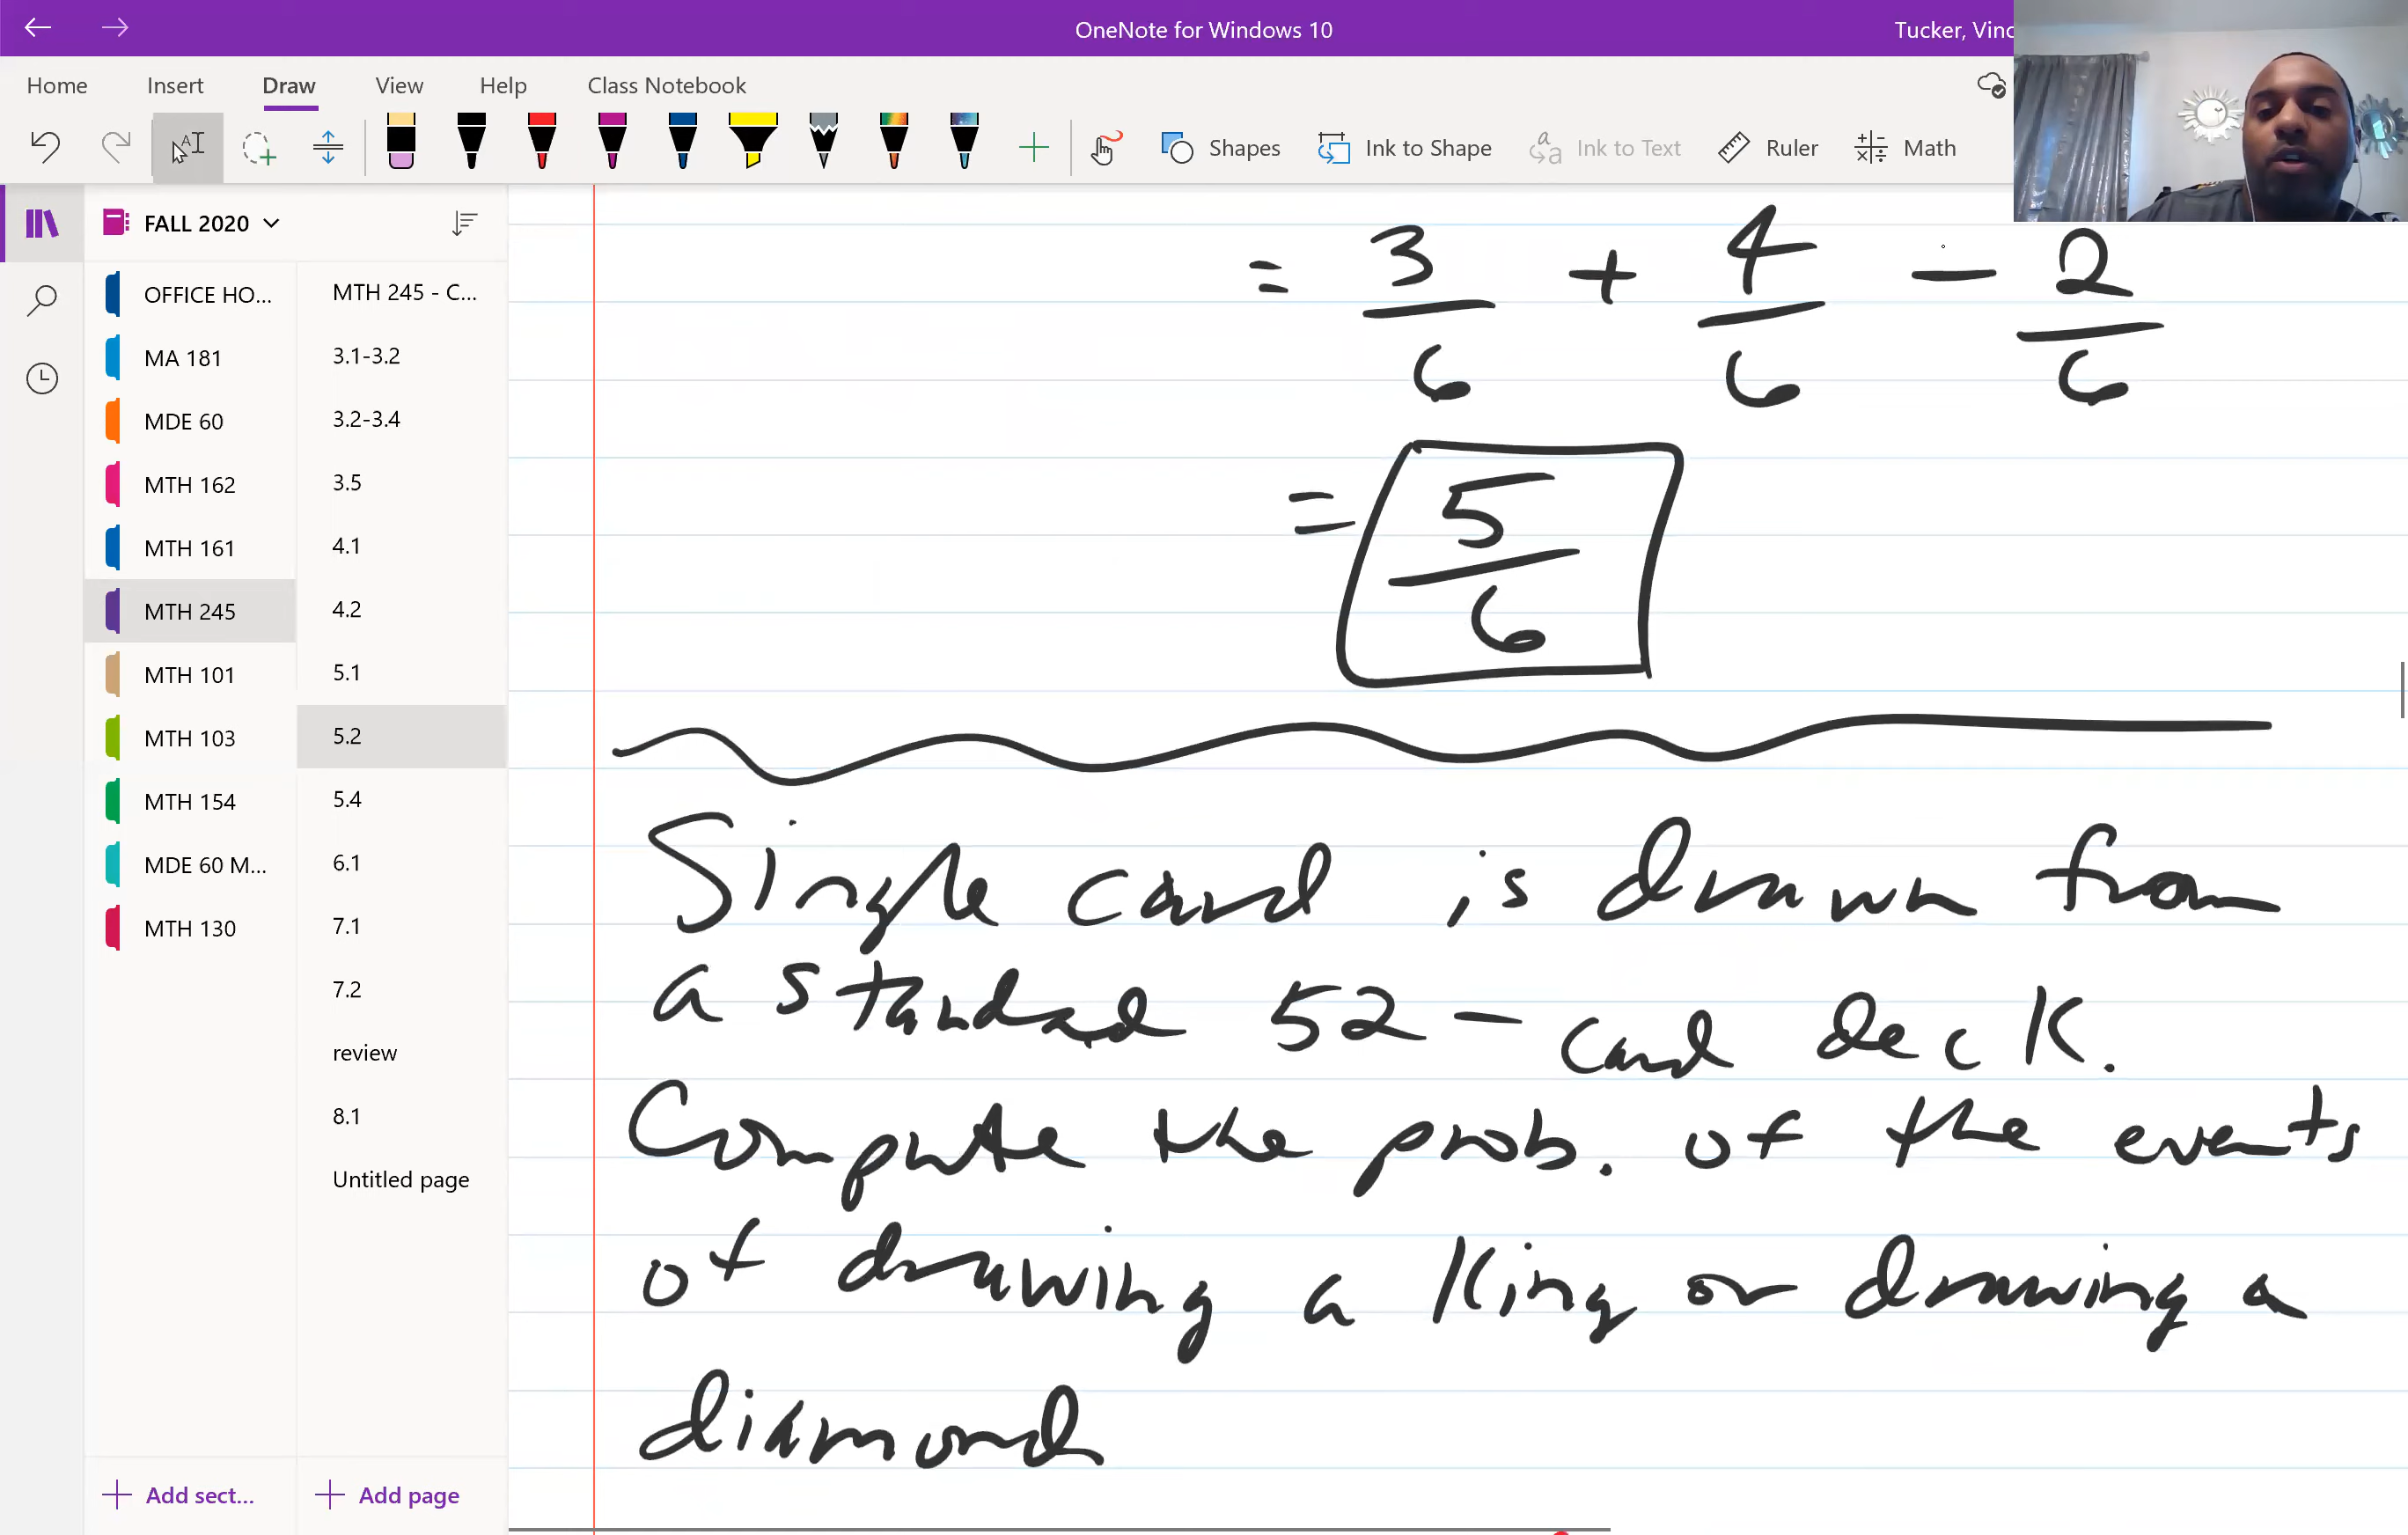 OneNote for Windows 10
Tucker, Vinc
Home Insert Draw View Help Class Notebook
Shapes Ink to Shape Ink to Text Ruler Math
FALL 2020
OFFICE HO...
MA 181
MDE 60
MTH 162
MTH 161
MTH 245
MTH 101
MTH 103
MTH 154
MDE 60 M...
MTH 130
Add sect...
MTH 245 - C...
3.1-3.2
3.2-3.4
3.5
4.1
4.2
5.1
5.2
5.4
6.1
7.1
7.2
review
8.1
Untitled page
Add page
= 3/6 + 4/6 - 2/6
= 5/6
Single card is drawn from
a standard 52-card deck.
Compute the prob. of the events
of drawing a King or drawing a
diamond